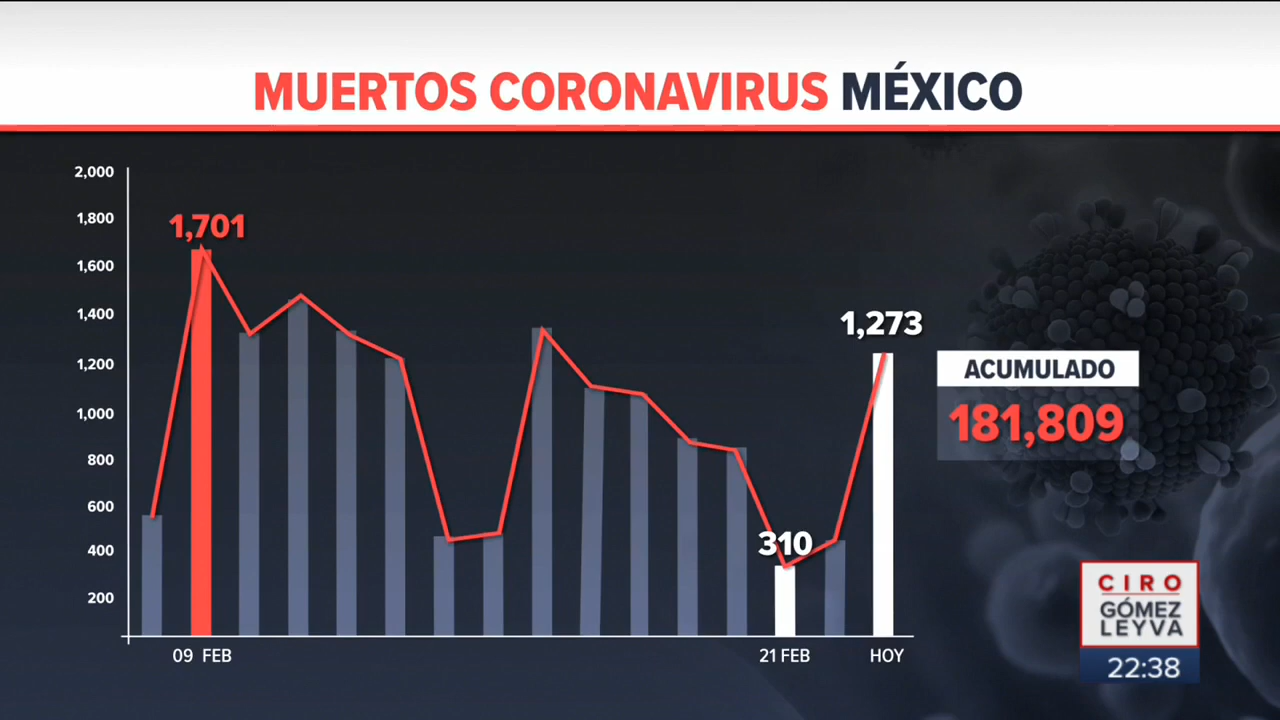 MUERTOS CORONAVIRUS MÉXICO
2,000
1,800
1,600
1,400
1,200
1,000
800
600
400
200
1,701
310
1,273
09 FEB
21 FEB
HOY
ACUMULADO
181,809
CIRO
GÓMEZ
LEYVA
22:38